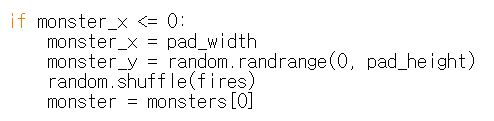 if monster_x <= 0:
    monster_x = pad_width
    monster_y = random.randrange(0, pad_height)
    random.shuffle(fires)
    monster = monsters[0]